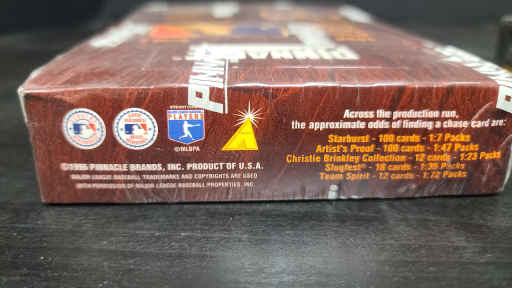 PINNACLE
PINNACLE
PLAYERS
©MLBPA
Across the production run,
the approximate odds of finding a chase card are:
Starburst - 100 cards - 1:7 Packs
Artist's Proof - 100 cards - 1:47 Packs
Christie Brinkley Collection - 12 cards - 1:23 Packs
Slugfest® - 18 cards - 1:35 Packs
Team Spirit - 12 cards - 1:72 Packs
©1996 PINNACLE BRANDS, INC. PRODUCT OF U.S.A.
MAJOR LEAGUE BASEBALL TRADEMARKS AND COPYRIGHTS ARE USED
WITH PERMISSION OF MAJOR LEAGUE BASEBALL PROPERTIES, INC.